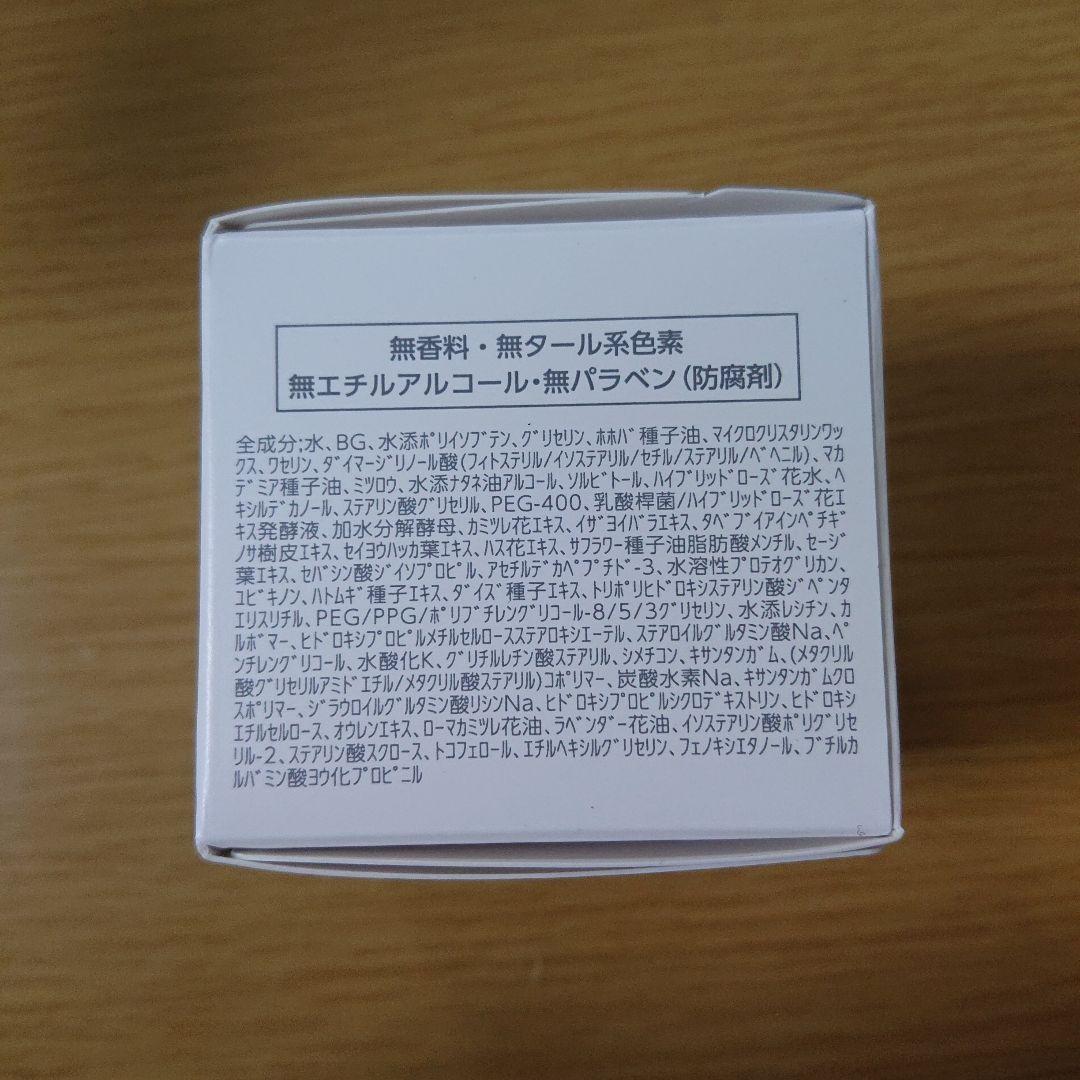 無香料・無タール系色素
無エチルアルコール・無パラベン(防腐剤)
全成分;水、BG、水添ﾎﾟﾘｲｿﾌﾞﾃﾝ、ｸﾞﾘｾﾘﾝ、ﾎﾎﾊﾞ種子油、ﾏｲｸﾛｸﾘｽﾀﾘﾝﾜｯ
ｸｽ、ﾜｾﾘﾝ、ﾀﾞｲﾏｰｼﾞﾘﾉｰﾙ酸(ﾌｨﾄｽﾃﾘﾙ/ｲｿｽﾃｱﾘﾙ/ｾﾁﾙ/ｽﾃｱﾘﾙ/ﾍﾞﾍﾆﾙ)、ﾏｶ
ﾃﾞﾐｱ種子油、ﾐﾂﾛｳ、水添ﾅﾀﾈ油ｱﾙｺｰﾙ、ｿﾙﾋﾞﾄｰﾙ、ﾊｲﾌﾞﾘｯﾄﾞﾛｰｽﾞ花水、ﾍ
ｷｼﾙﾃﾞｶﾉｰﾙ、ｽﾃｱﾘﾝ酸ｸﾞﾘｾﾘﾙ、PEG-400、乳酸桿菌/ﾊｲﾌﾞﾘｯﾄﾞﾛｰｽﾞ花ｴ
ｷｽ発酵液、加水分解酵母、ｶﾐﾂﾚ花ｴｷｽ、ｲｻﾞﾖｲﾊﾞﾗｴｷｽ、ﾀﾍﾞﾌﾞｲｱｲﾝﾍﾟﾁｷﾞ
ﾉｻ樹皮ｴｷｽ、ｾｲﾖｳﾊｯｶ葉ｴｷｽ、ﾊｽ花ｴｷｽ、ｻﾌﾗﾜｰ種子油脂肪酸ﾒﾝﾁﾙ、ｾｰｼﾞ
葉ｴｷｽ、ｾﾊﾞｼﾝ酸ｼﾞｲｿﾌﾟﾛﾋﾟﾙ、ｱｾﾁﾙﾃﾞｶﾍﾟﾌﾟﾁﾄﾞ-3、水溶性ﾌﾟﾛﾃｵｸﾞﾘｶﾝ、
ﾕﾋﾞｷﾉﾝ、ﾊﾄﾑｷﾞ種子ｴｷｽ、ﾀﾞｲｽﾞ種子ｴｷｽ、ﾄﾘﾎﾟﾘﾋﾄﾞﾛｷｼｽﾃｱﾘﾝ酸ｼﾞﾍﾟﾝﾀ
ｴﾘｽﾘﾁﾙ、PEG/PPG/ﾎﾟﾘﾌﾞﾁﾚﾝｸﾞﾘｺｰﾙ-8/5/3ｸﾞﾘｾﾘﾝ、水添ﾚｼﾁﾝ、ｶ
ﾙﾎﾞﾏｰ、ﾋﾄﾞﾛｷｼﾌﾟﾛﾋﾟﾙﾒﾁﾙｾﾙﾛｰｽｽﾃｱﾛｷｼｴｰﾃﾙ、ｽﾃｱﾛｲﾙｸﾞﾙﾀﾐﾝ酸Na、ﾍﾟ
ﾝﾁﾚﾝｸﾞﾘｺｰﾙ、水酸化K、ｸﾞﾘﾁﾙﾚﾁﾝ酸ｽﾃｱﾘﾙ、ｼﾒﾁｺﾝ、ｷｻﾝﾀﾝｶﾞﾑ、(ﾒﾀｸﾘﾙ
酸ｸﾞﾘｾﾘﾙｱﾐﾄﾞｴﾁﾙ/ﾒﾀｸﾘﾙ酸ｽﾃｱﾘﾙ)ｺﾎﾟﾘﾏｰ、炭酸水素Na、ｷｻﾝﾀﾝｶﾞﾑｸﾛ
ｽﾎﾟﾘﾏｰ、ｼﾞﾗｳﾛｲﾙｸﾞﾙﾀﾐﾝ酸ﾘｼﾝNa、ﾋﾄﾞﾛｷｼﾌﾟﾛﾋﾟﾙｼｸﾛﾃﾞｷｽﾄﾘﾝ、ﾋﾄﾞﾛｷｼ
ｴﾁﾙｾﾙﾛｰｽ、ｵｳﾚﾝｴｷｽ、ﾛｰﾏｶﾐﾂﾚ花油、ﾗﾍﾞﾝﾀﾞｰ花油、ｲｿｽﾃｱﾘﾝ酸ﾎﾟﾘｸﾞﾘｾ
ﾘﾙ-2、ｽﾃｱﾘﾝ酸ｽｸﾛｰｽ、ﾄｺﾌｪﾛｰﾙ、ｴﾁﾙﾍｷｼﾙｸﾞﾘｾﾘﾝ、ﾌｪﾉｷｼｴﾀﾉｰﾙ、ﾌﾞﾁﾙｶ
ﾙﾊﾞﾐﾝ酸ﾖｳ化ﾌﾟﾛﾋﾟﾆﾙ